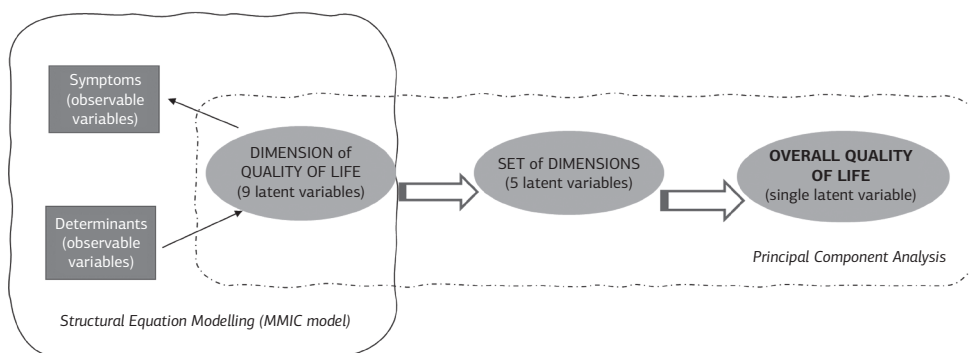 Symptoms
(observable
variables)
DIMENSION of
QUALITY OF LIFE
(9 latent variables)
SET of DIMENSIONS
(5 latent variables)
OVERALL QUALITY
OF LIFE
(single latent variable)
Determinants
(observable
variables)
Principal Component Analysis
Structural Equation Modelling (MMIC model)